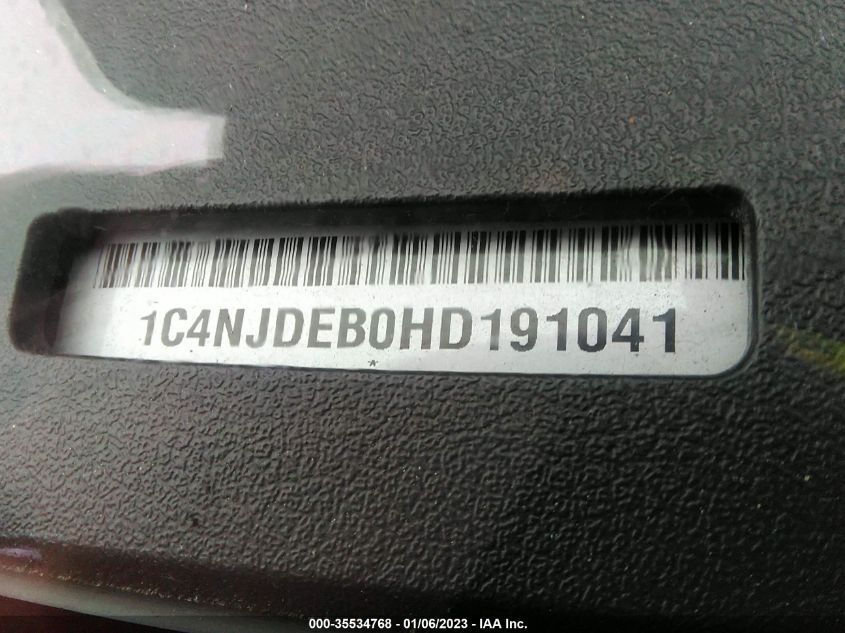 1C4NJDEB0HD191041
*
000-35534768 - 01/06/2023 - IAA Inc.